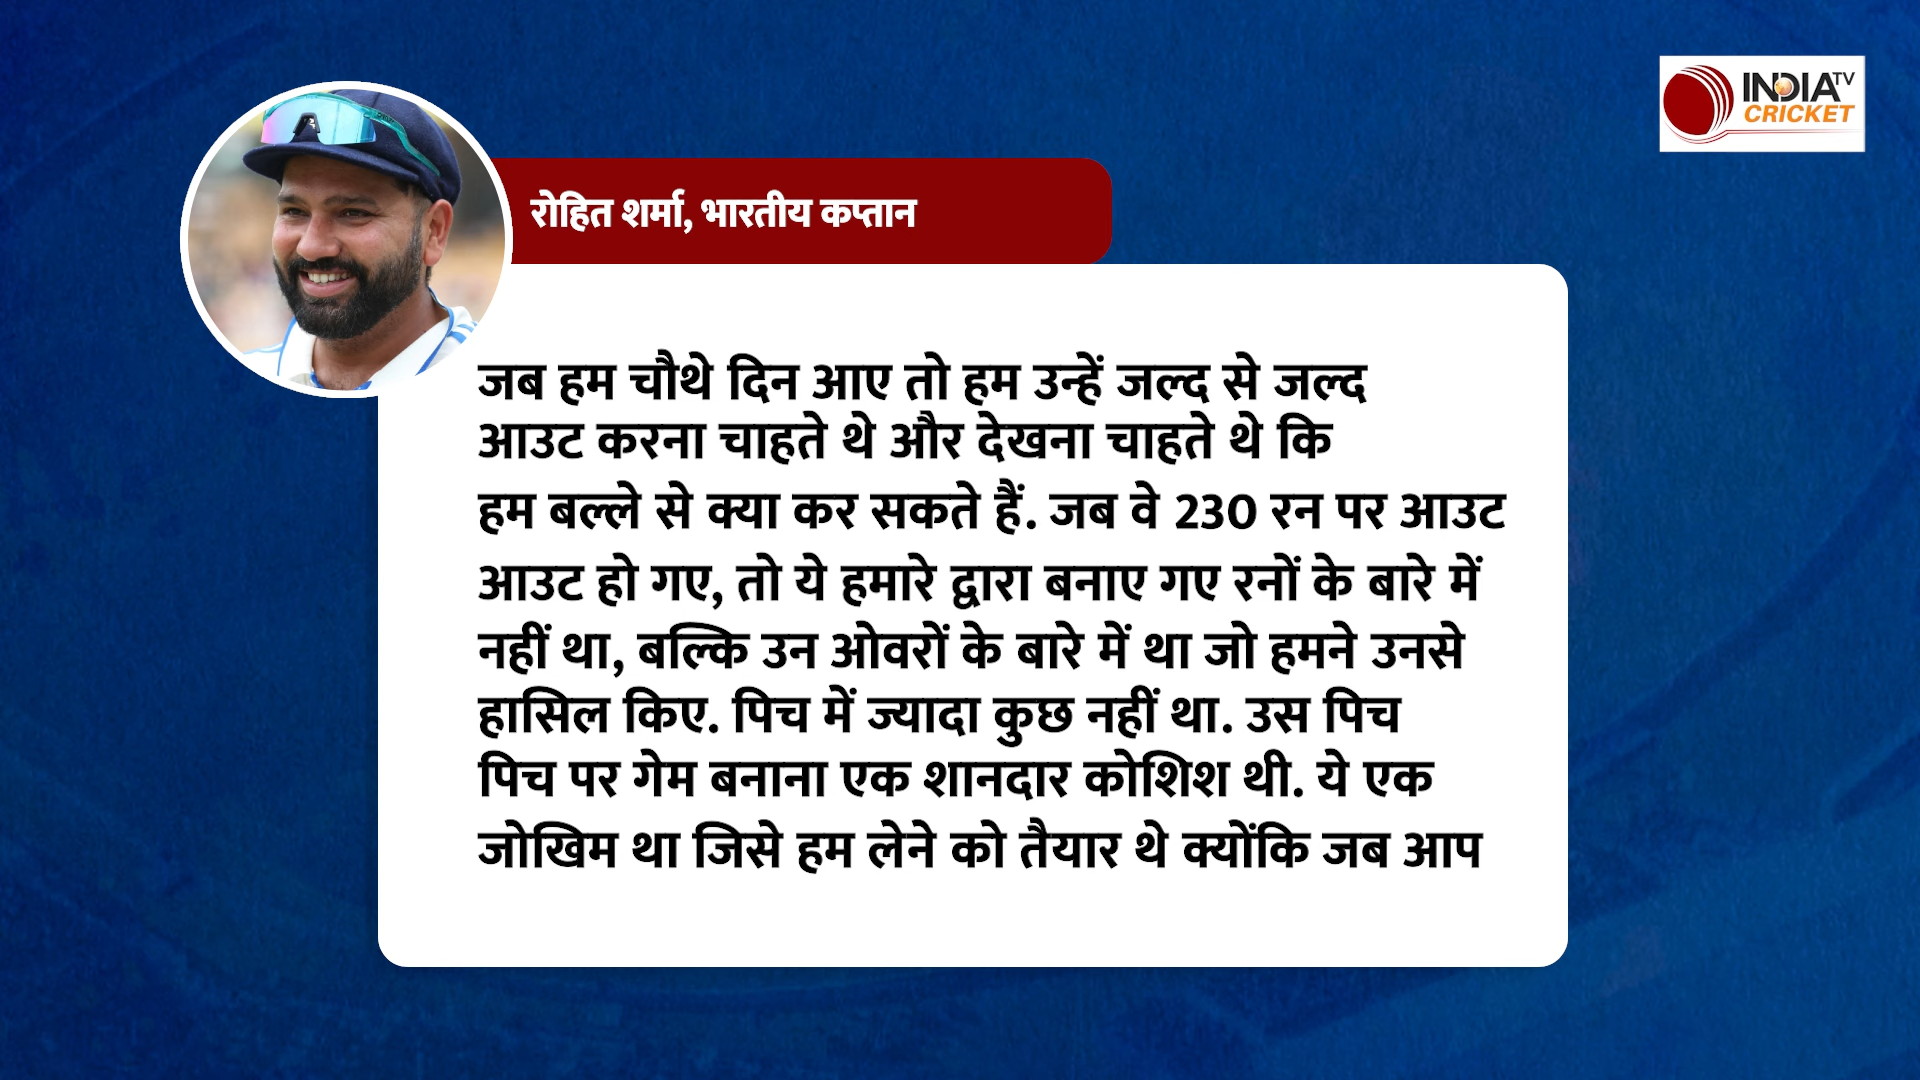 INDIA TV
CRICKET
रोहित शर्मा, भारतीय कप्तान
जब हम चौथे दिन आए तो हम उन्हें जल्द से जल्द
आउट करना चाहते थे और देखना चाहते थे कि
हम बल्ले से क्या कर सकते हैं. जब वे 230 रन पर आउट
आउट हो गए, तो ये हमारे द्वारा बनाए गए रनों के बारे में
नहीं था, बल्कि उन ओवरों के बारे में था जो हमने उनसे
हासिल किए. पिच में ज्यादा कुछ नहीं था. उस पिच
पिच पर गेम बनाना एक शानदार कोशिश थी. ये एक
जोखिम था जिसे हम लेने को तैयार थे क्योंकि जब आप